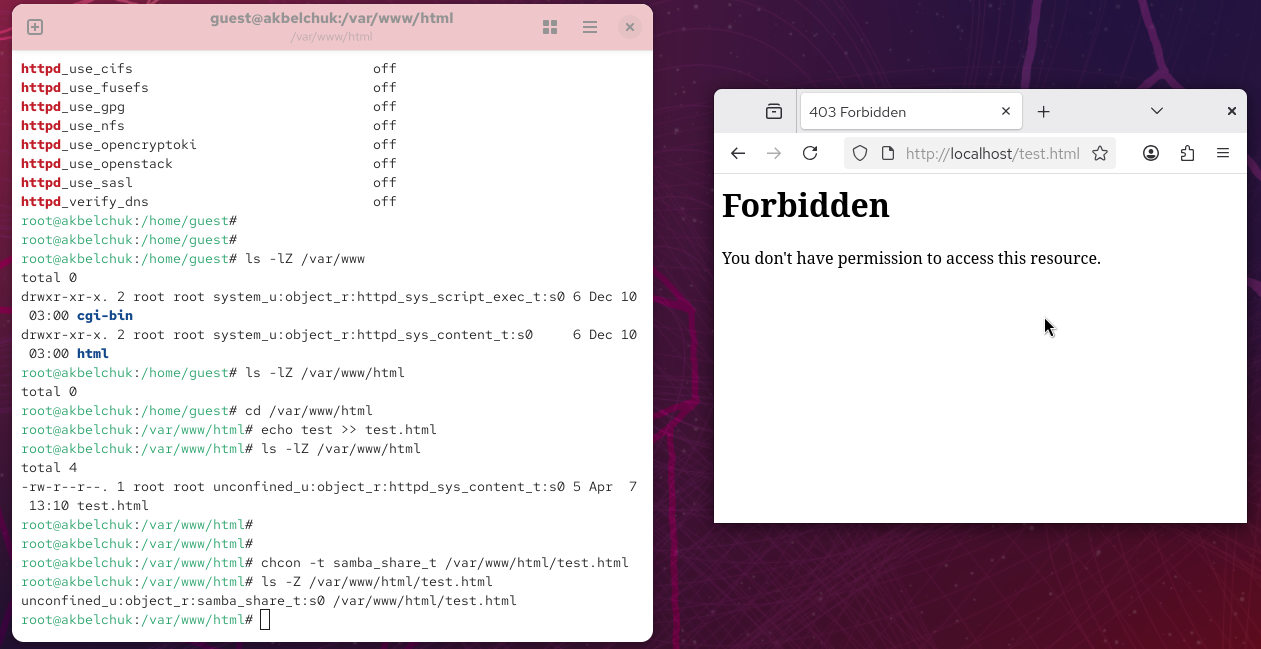 guest@akbelchuk:/var/www/html
/var/www/html
httpd_use_cifs                              off
httpd_use_fusefs                            off
httpd_use_gpg                               off
httpd_use_nfs                               off
httpd_use_opencryptoki                      off
httpd_use_openstack                         off
httpd_use_sasl                              off
httpd_verify_dns                            off
root@akbelchuk:/home/guest#
root@akbelchuk:/home/guest#
root@akbelchuk:/home/guest# ls -lZ /var/www
total 0
drwxr-xr-x. 2 root root system_u:object_r:httpd_sys_script_exec_t:s0 6 Dec 10
 03:00 cgi-bin
drwxr-xr-x. 2 root root system_u:object_r:httpd_sys_content_t:s0     6 Dec 10
 03:00 html
root@akbelchuk:/home/guest# ls -lZ /var/www/html
total 0
root@akbelchuk:/home/guest# cd /var/www/html
root@akbelchuk:/var/www/html# echo test >> test.html
root@akbelchuk:/var/www/html# ls -lZ /var/www/html
total 4
-rw-r--r--. 1 root root unconfined_u:object_r:httpd_sys_content_t:s0 5 Apr  7
 13:10 test.html
root@akbelchuk:/var/www/html#
root@akbelchuk:/var/www/html#
root@akbelchuk:/var/www/html# chcon -t samba_share_t /var/www/html/test.html
root@akbelchuk:/var/www/html# ls -Z /var/www/html/test.html
unconfined_u:object_r:samba_share_t:s0 /var/www/html/test.html
root@akbelchuk:/var/www/html#
403 Forbidden
http://localhost/test.html
Forbidden
You don't have permission to access this resource.